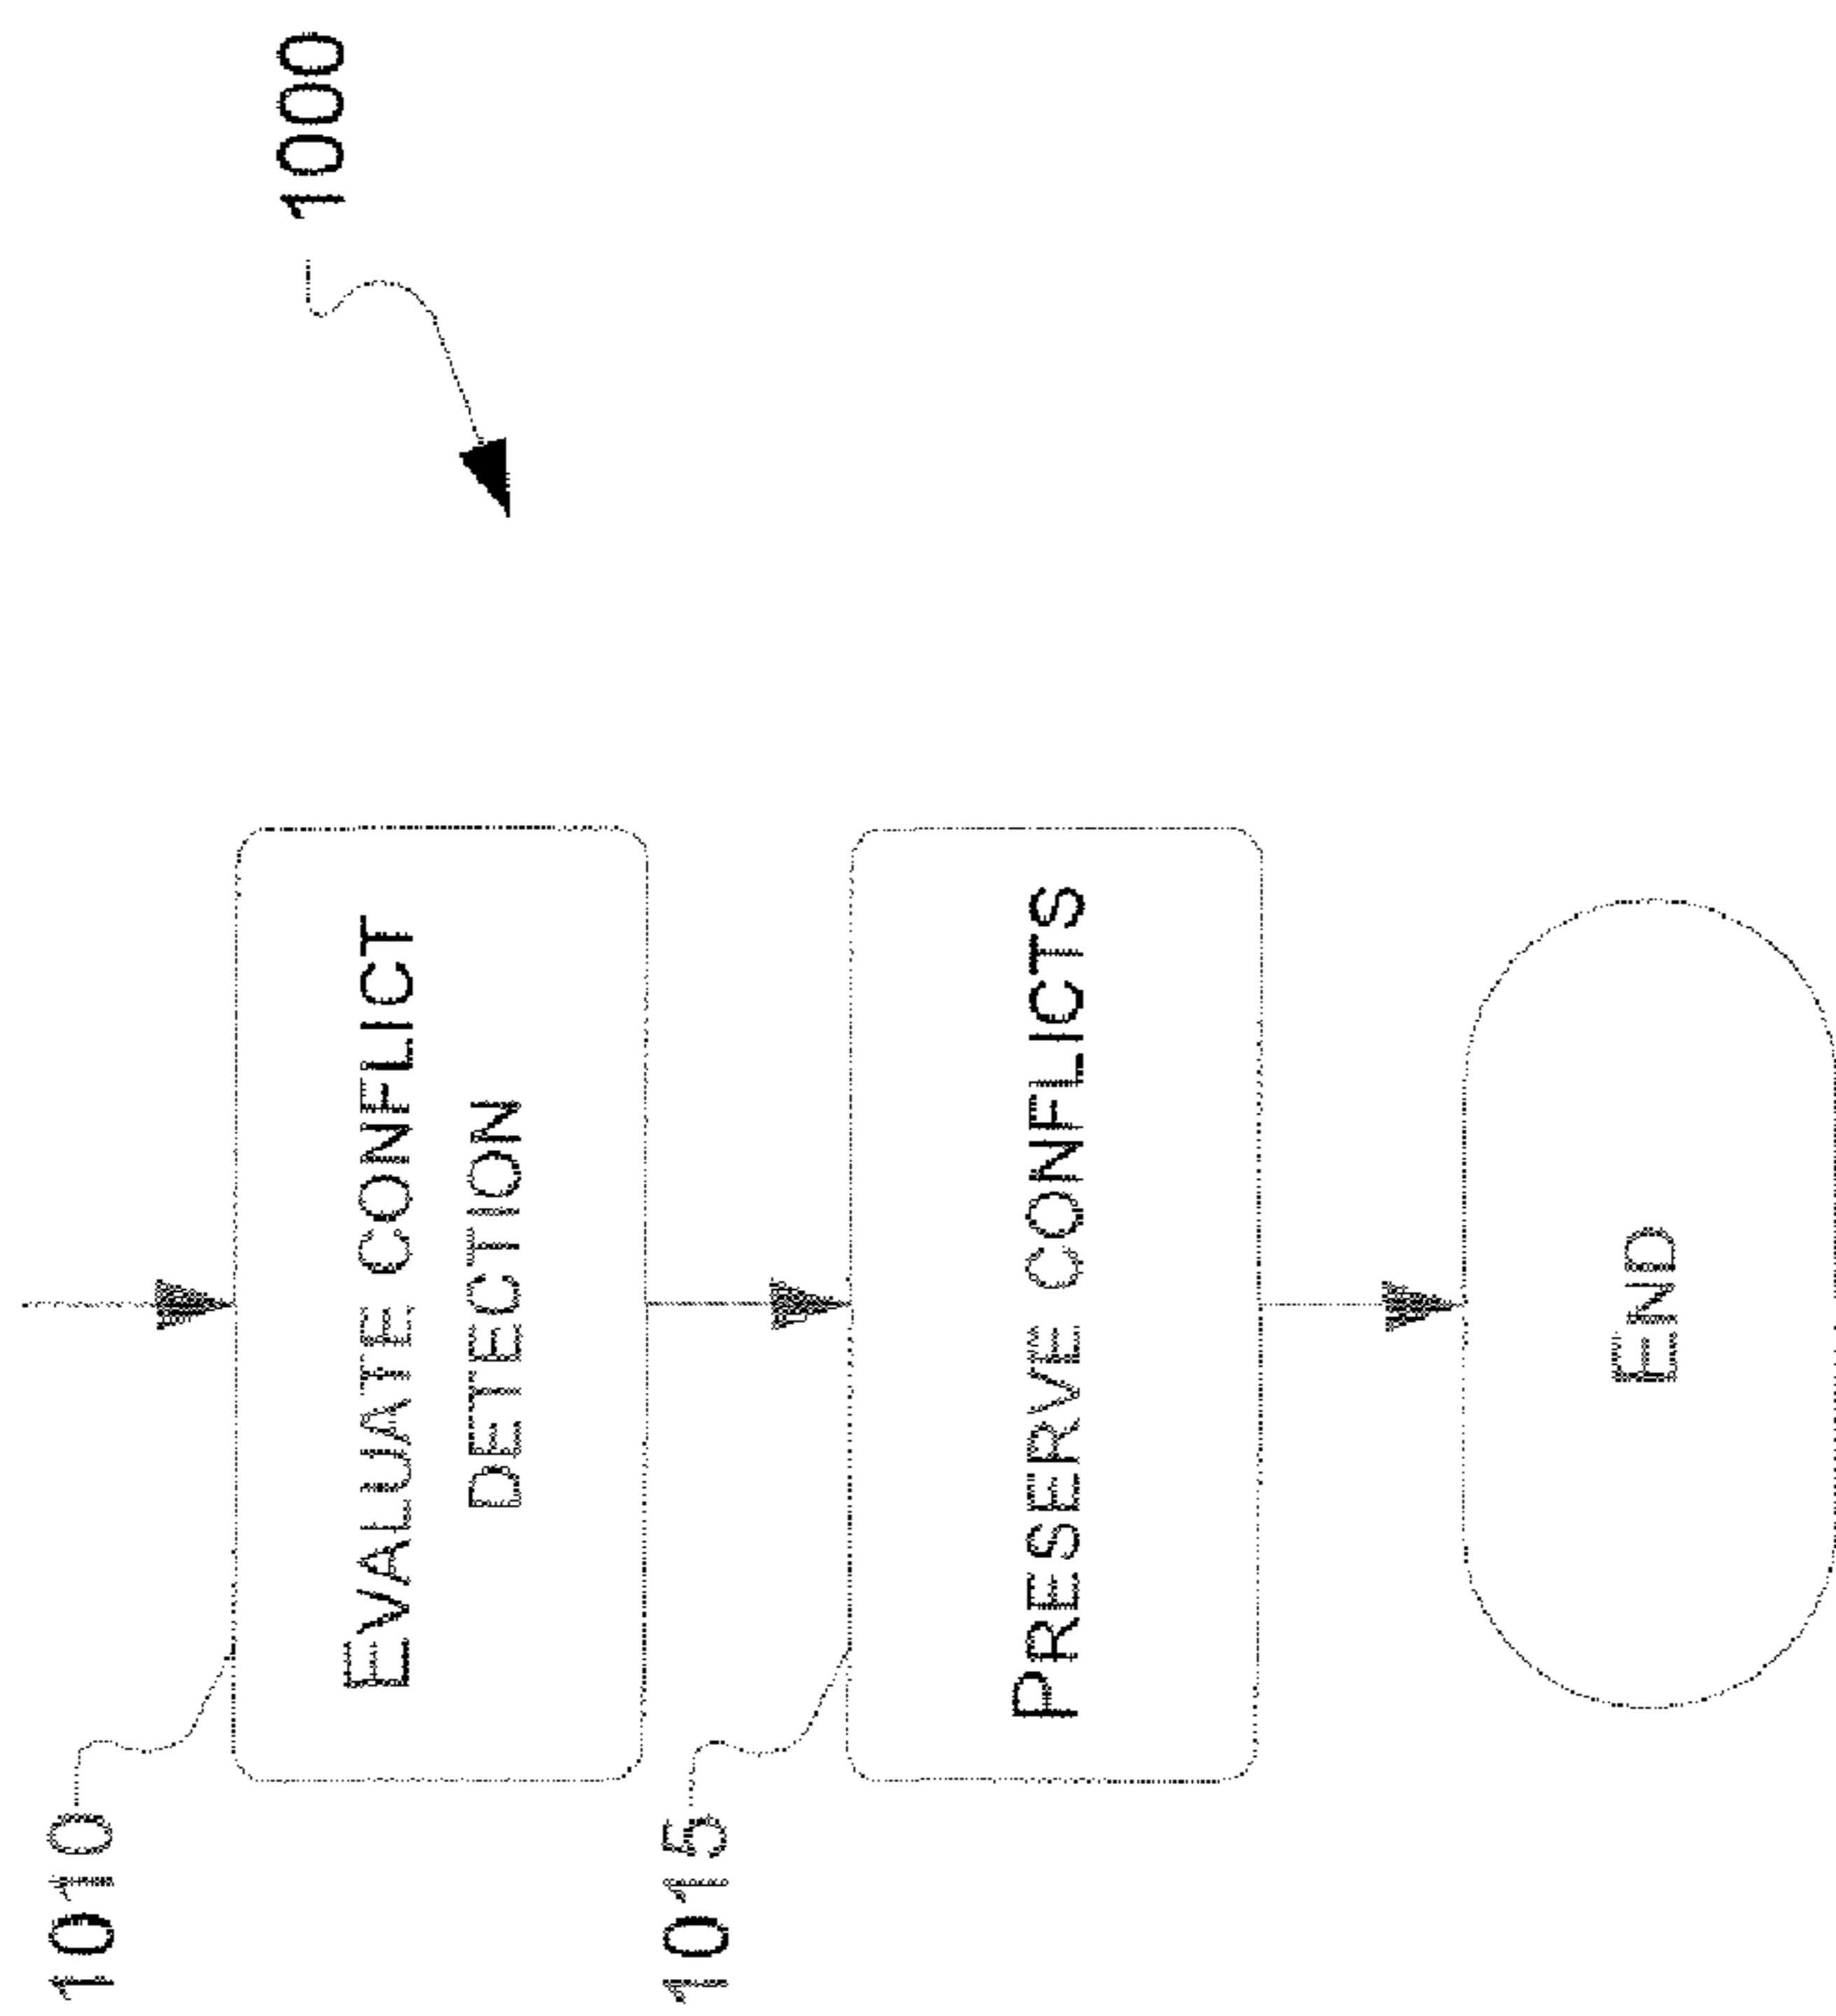 1000
1010
EVALUATE CONFLICT
DETECTION
1015
PRESERVE CONFLICTS
END